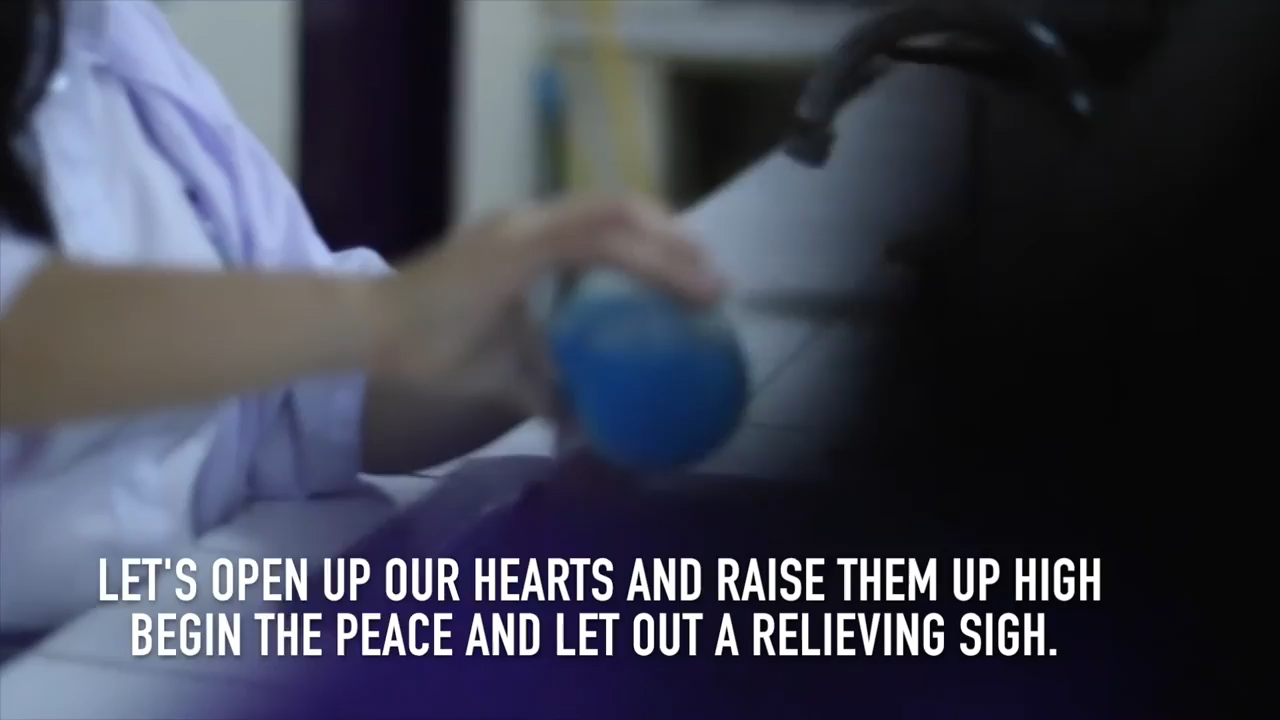 LET'S OPEN UP OUR HEARTS AND RAISE THEM UP HIGH
BEGIN THE PEACE AND LET OUT A RELIEVING SIGH.